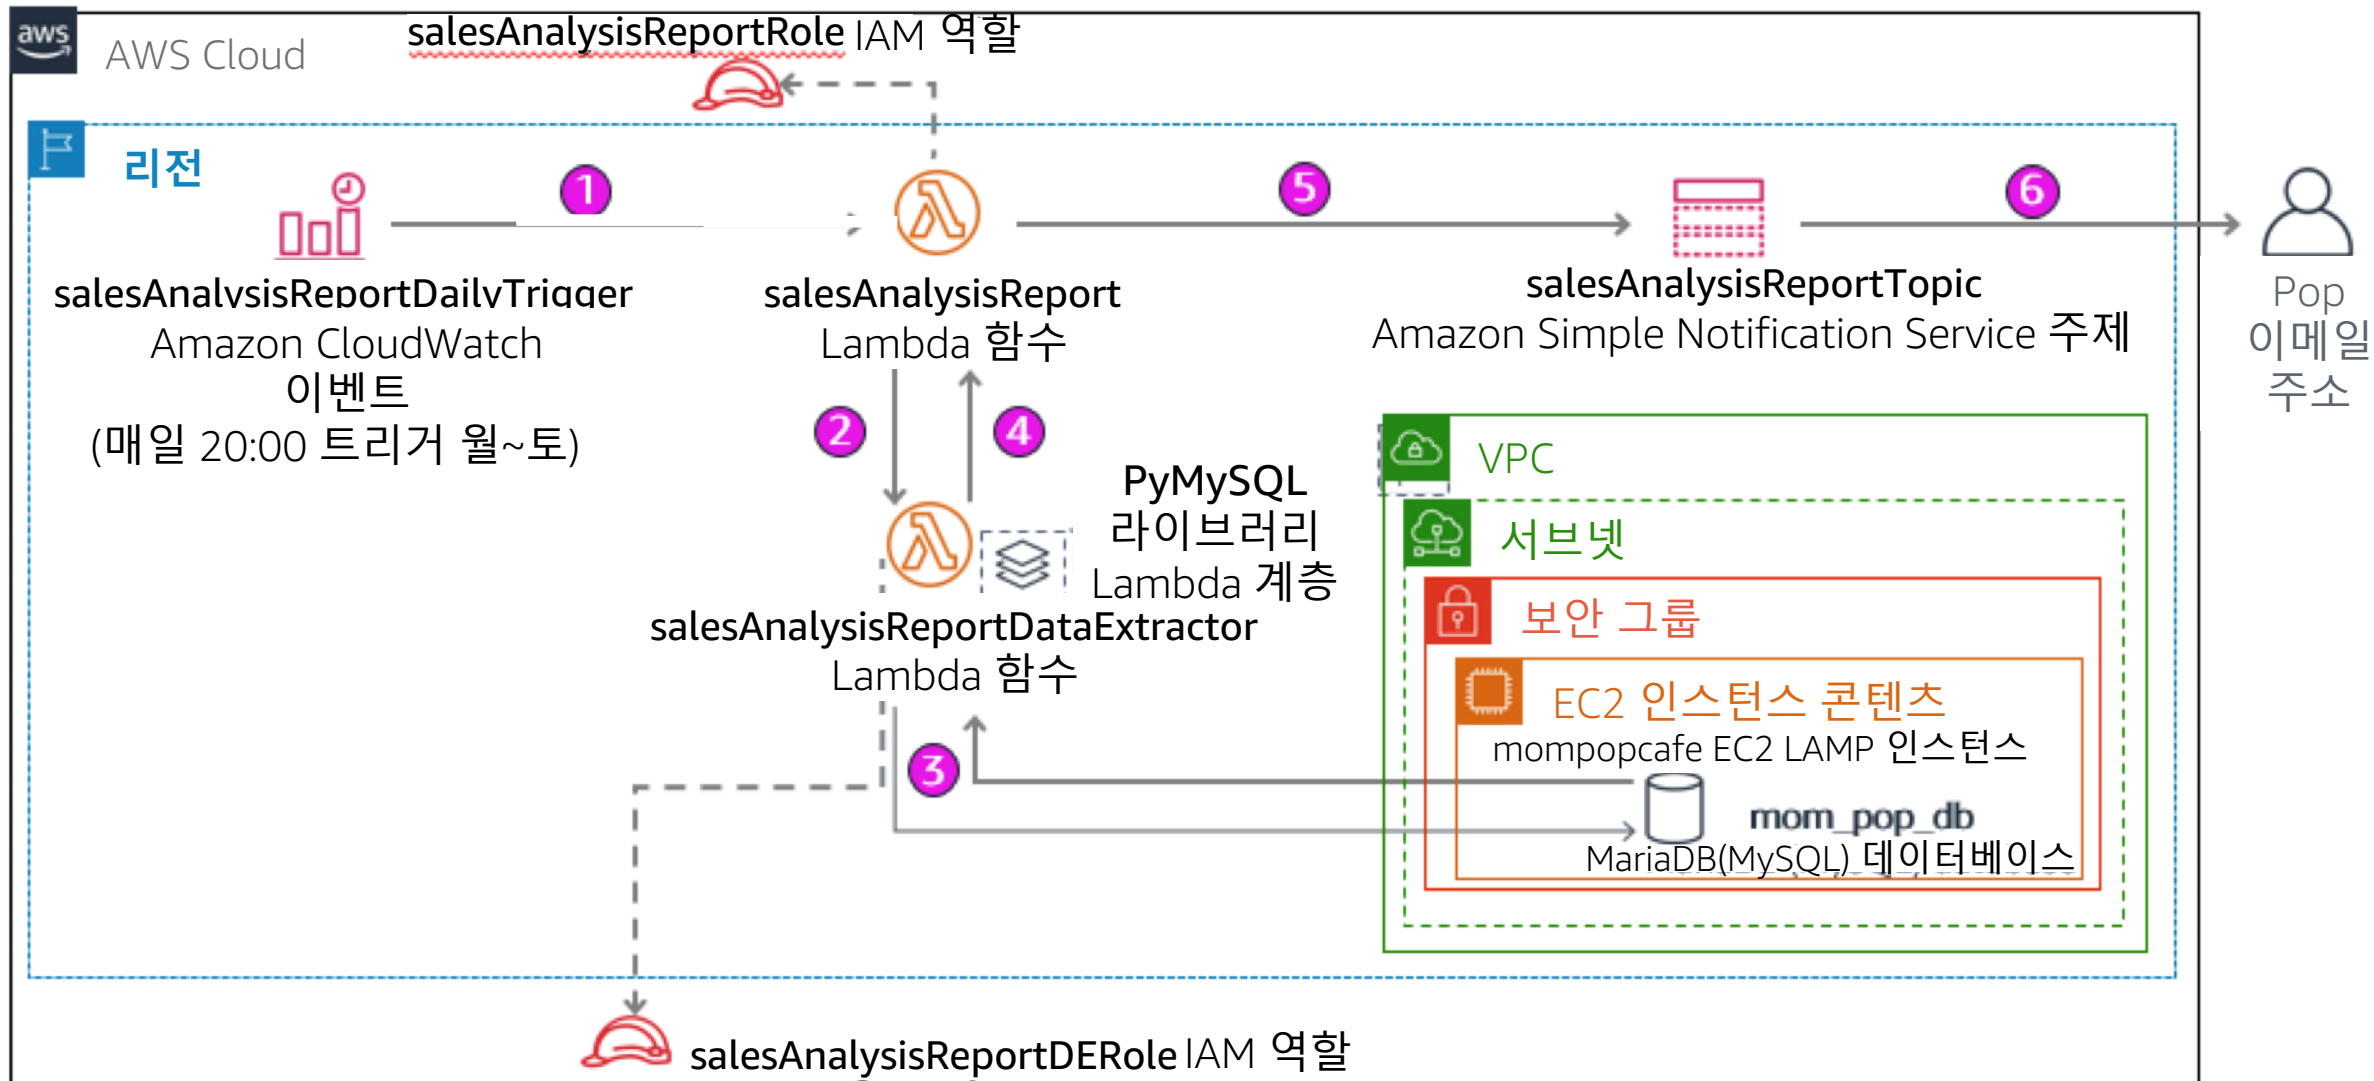 aws
AWS Cloud
salesAnalysisReportRole IAM 역할
리전
1
5
6
salesAnalysisReportDailyTrigger
Amazon CloudWatch
이벤트
(매일 20:00 트리거 월~토)
salesAnalysisReport
Lambda 함수
salesAnalysisReportTopic
Amazon Simple Notification Service 주제
Pop
이메일
주소
2
4
PyMySQL
라이브러리
Lambda 계층
salesAnalysisReportDataExtractor
Lambda 함수
3
VPC
서브넷
보안 그룹
EC2 인스턴스 콘텐츠
mompopcafe EC2 LAMP 인스턴스
mom_pop_db
MariaDB(MySQL) 데이터베이스
salesAnalysisReportDERole IAM 역할